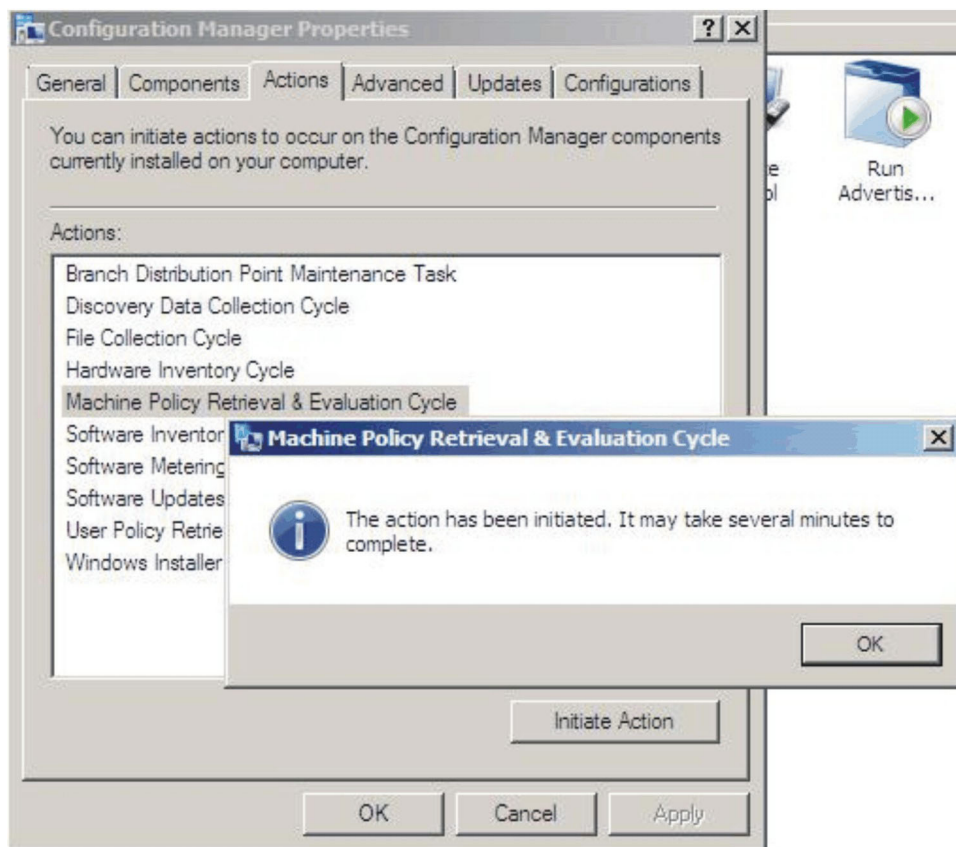 Configuration Manager Properties
General
Components
Actions
Advanced
Updates
Configurations
You can initiate actions to occur on the Configuration Manager components
currently installed on your computer.
Actions:
Branch Distribution Point Maintenance Task
Discovery Data Collection Cycle
File Collection Cycle
Hardware Inventory Cycle
Machine Policy Retrieval & Evaluation Cycle
Software Inventor
Software Metering
Software Updates
User Policy Retrie
Windows Installer
Machine Policy Retrieval & Evaluation Cycle
The action has been initiated. It may take several minutes to
complete.
OK
Initiate Action
OK
Cancel
Apply
Run
Advertis...